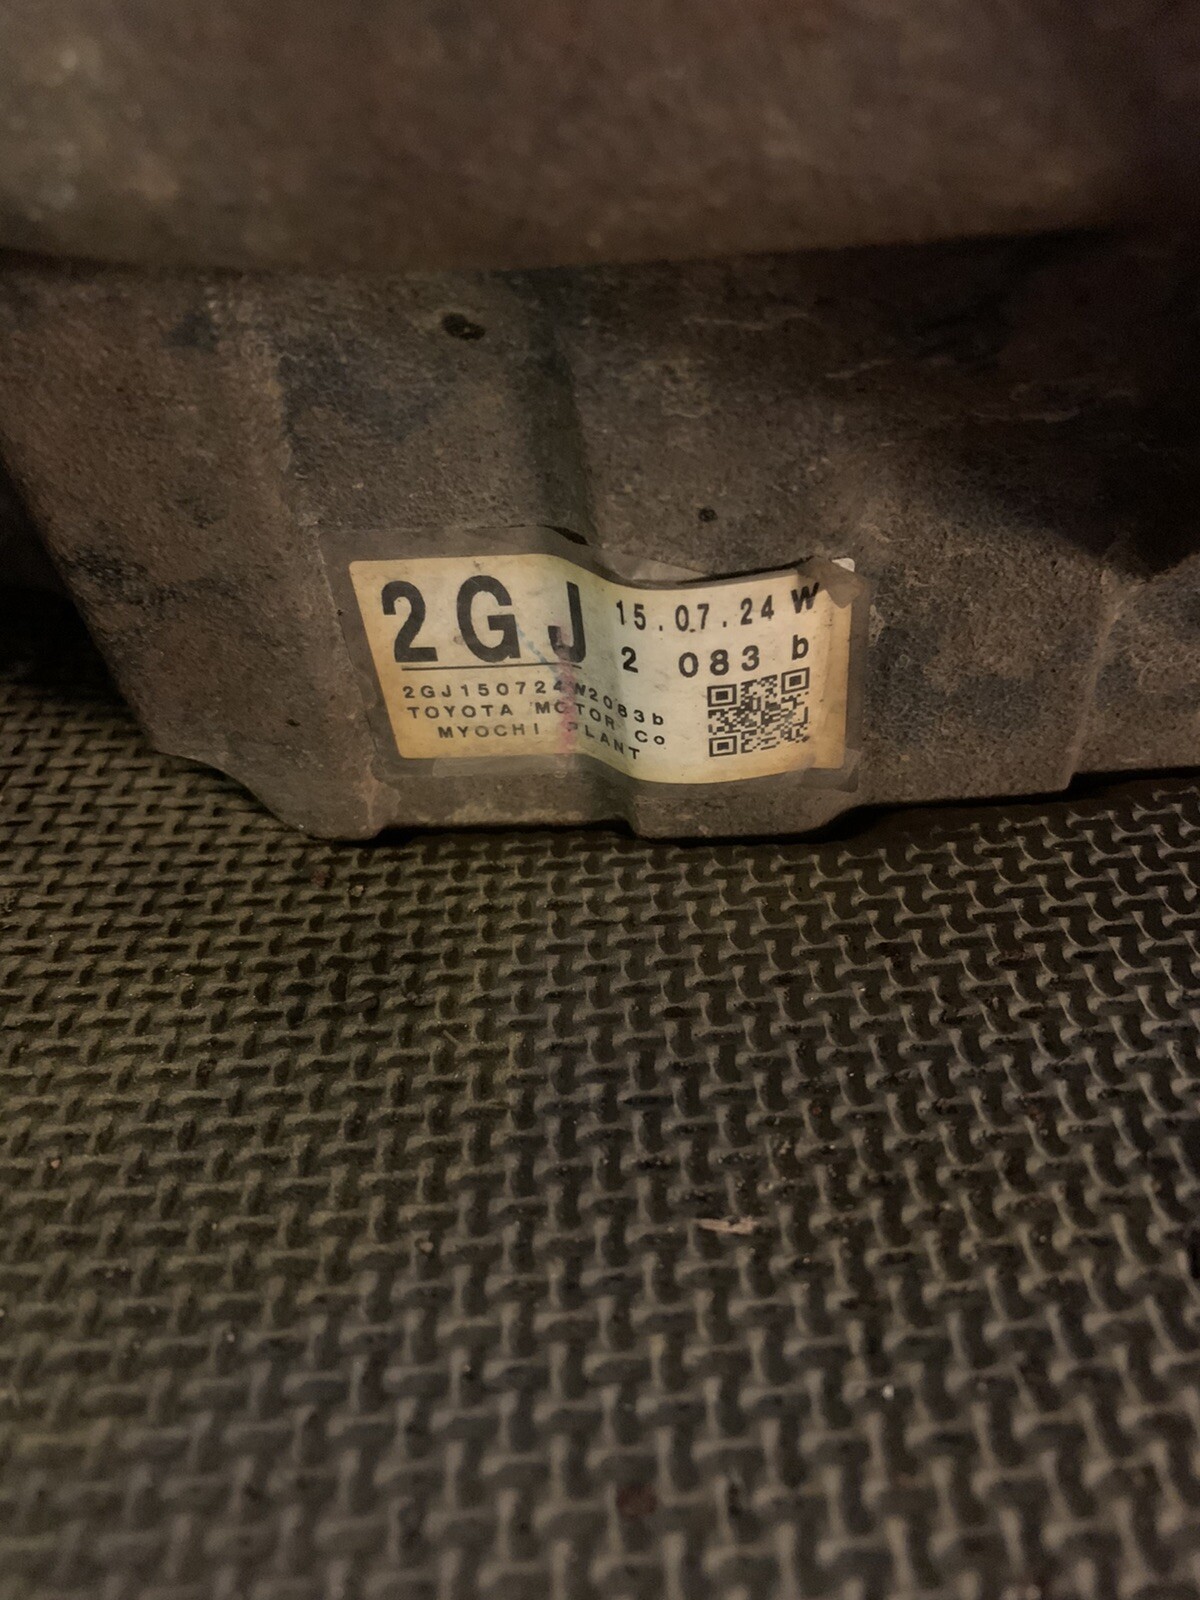 2GJ 15.07.24 W
2 083 b
2GJ150724W2083b
TOYOTA MOTOR Co
MYOCHI PLANT